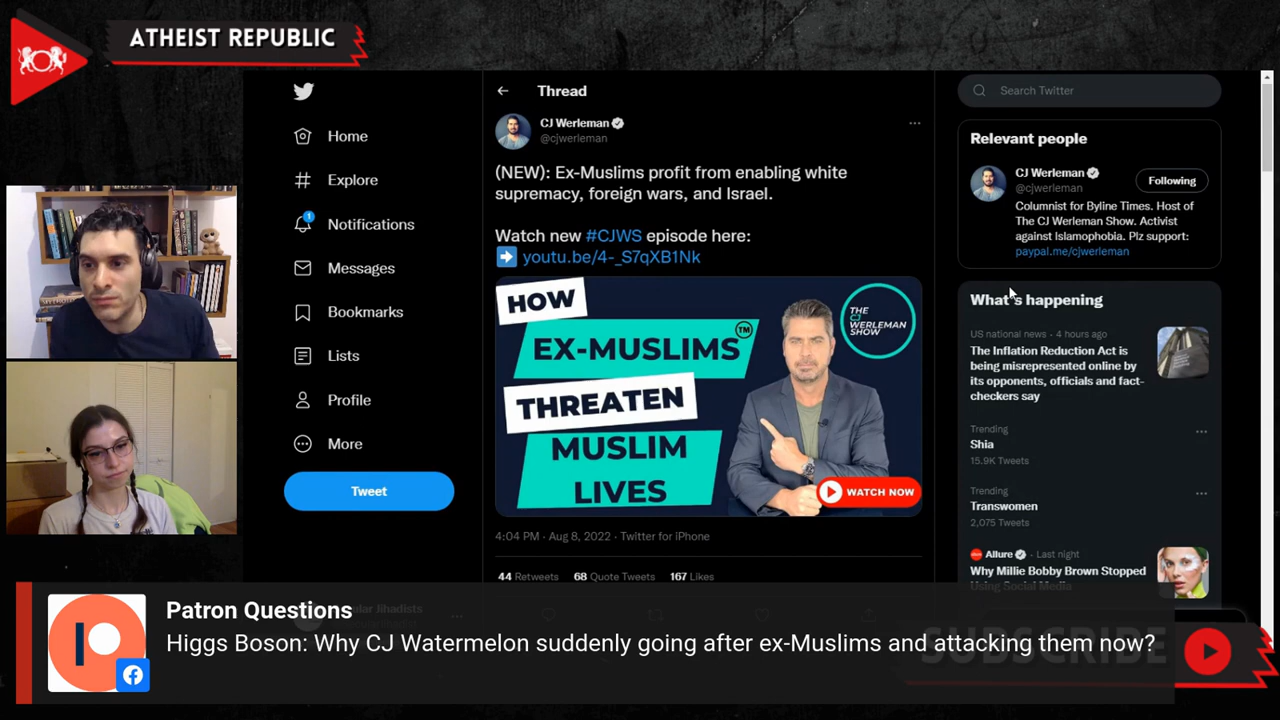 ATHEIST REPUBLIC
Home
Explore
1
Notifications
Messages
Bookmarks
Lists
Profile
More
Tweet
Thread
CJ Werleman
@cjwerleman
(NEW): Ex-Muslims profit from enabling white
supremacy, foreign wars, and Israel.
Watch new #CJWS episode here:
youtu.be/4-_S7qXB1Nk
HOW
EX-MUSLIMS
TM
THREATEN
MUSLIM
LIVES
THE
CJ
WERLEMAN
SHOW
WATCH NOW
4:04 PM · Aug 8, 2022 · Twitter for iPhone
44 Retweets 68 Quote Tweets 167 Likes
Search Twitter
Relevant people
CJ Werleman
@cjwerleman
Following
Columnist for Byline Times. Host of
The CJ Werleman Show. Activist
against Islamophobia. Plz support:
paypal.me/cjwerleman
What's happening
US national news · 4 hours ago
The Inflation Reduction Act is
being misrepresented online by
its opponents, officials and fact-
checkers say
Trending
Shia
15.9K Tweets
Trending
Transwomen
2,075 Tweets
Allure · Last night
Why Millie Bobby Brown Stopped
Using Social Media
SUBSCRIBE
Patron Questions
Higgs Boson: Why CJ Watermelon suddenly going after ex-Muslims and attacking them now?